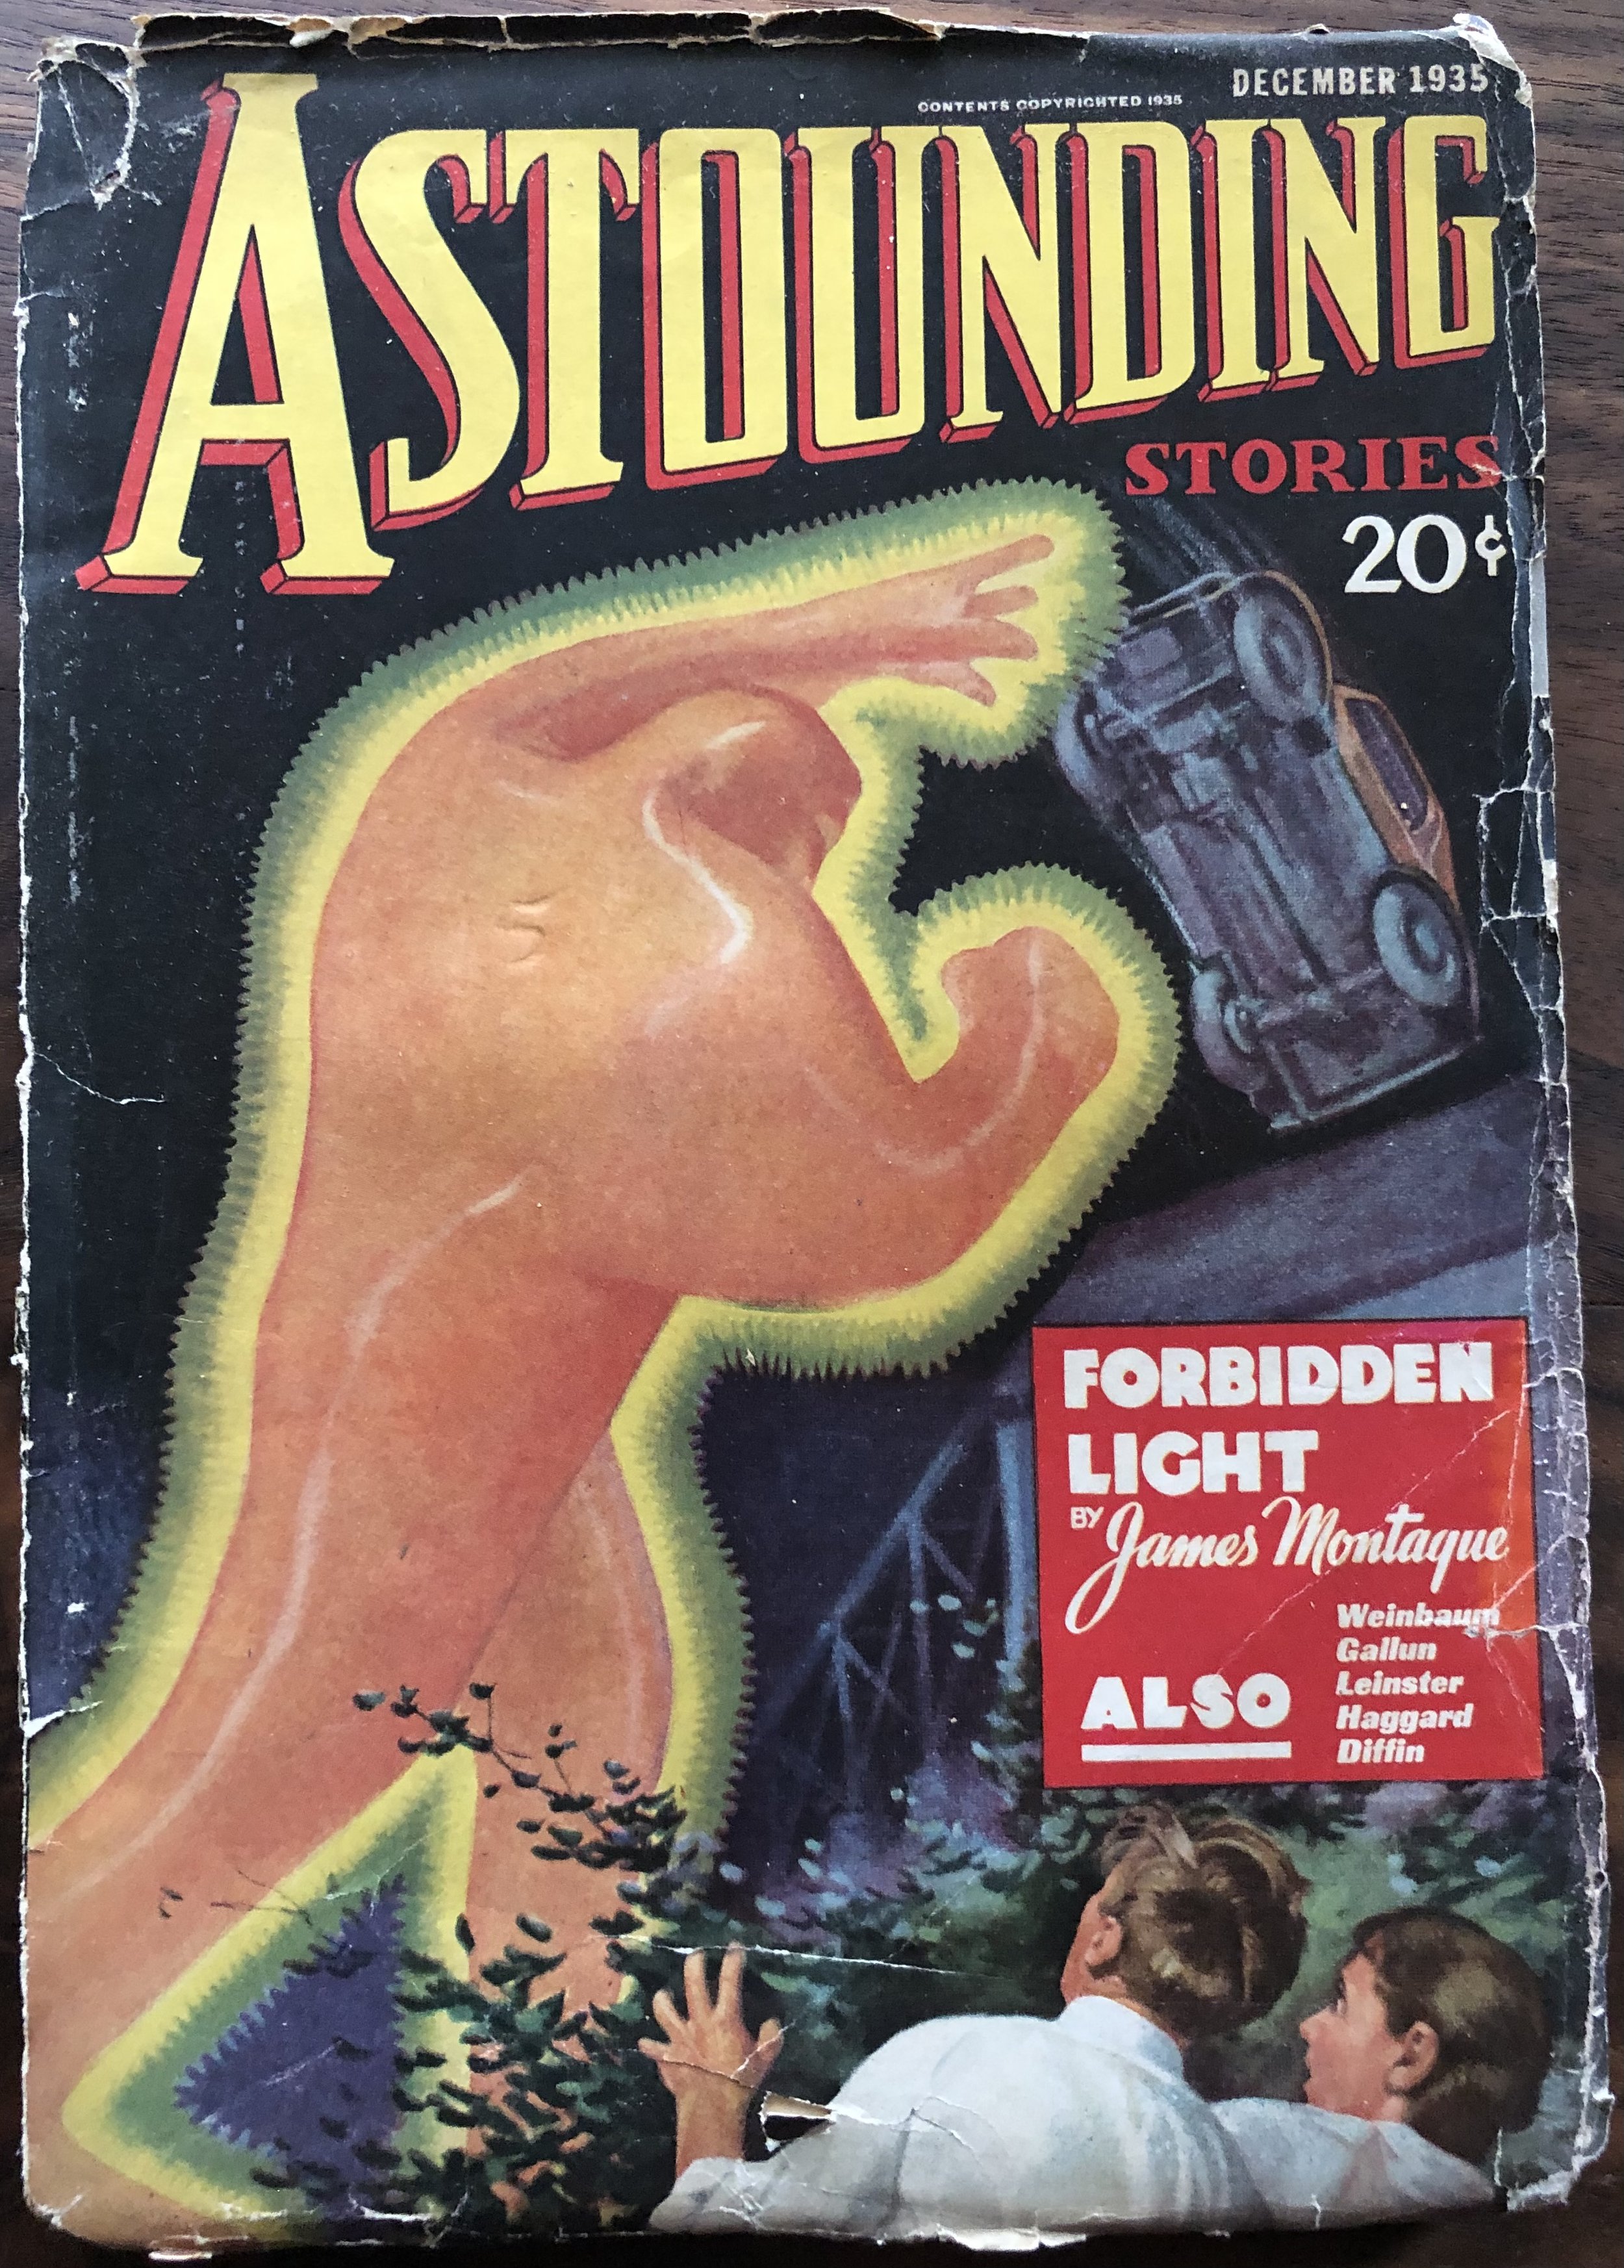 DECEMBER 1935
CONTENTS COPYRIGHTED 1935
ASTOUNDING
STORIES
20¢
FORBIDDEN
LIGHT
BY James Montague
ALSO
Weinbaum
Gallun
Leinster
Haggard
Diffin